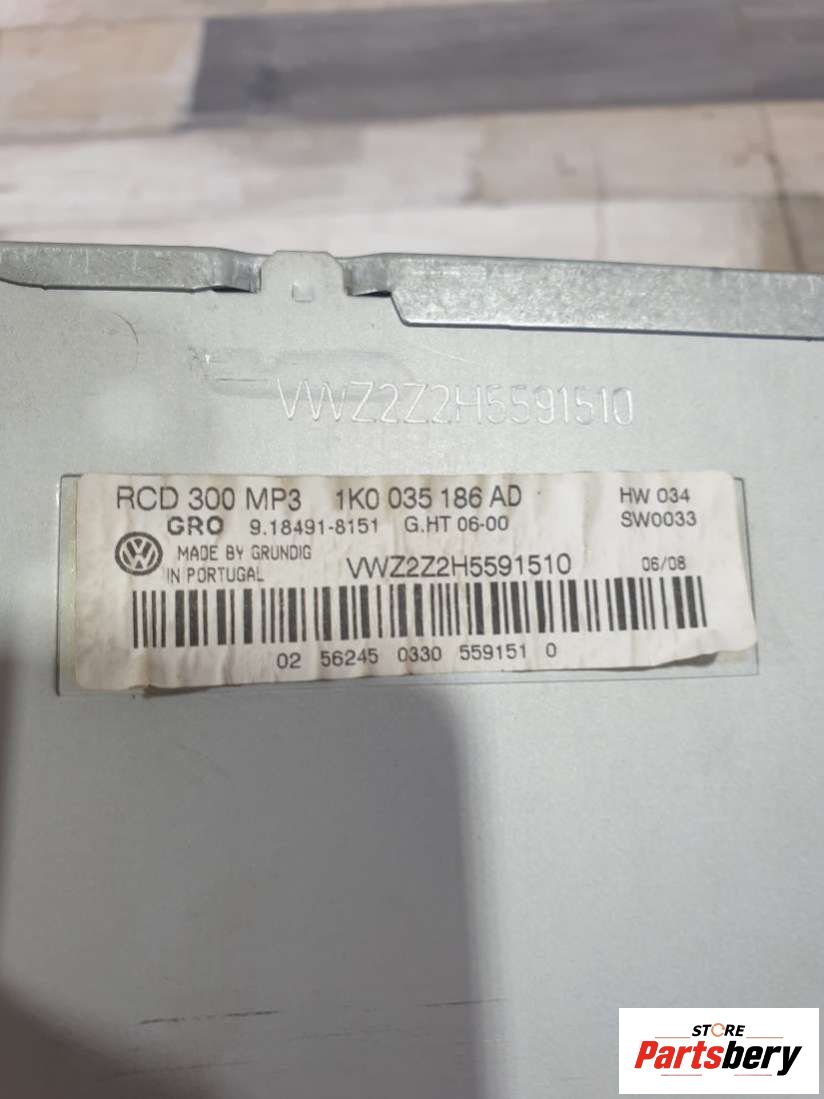 VWZ2Z2H5591510
RCD 300 MP3 1K0 035 186 AD HW 034
GRO 9.18491-8151 G.HT 06-00 SW0033
MADE BY GRUNDIG
IN PORTUGAL VWZ2Z2H5591510 06/08
02 56245 0330 559151 0
STORE
Partsbery